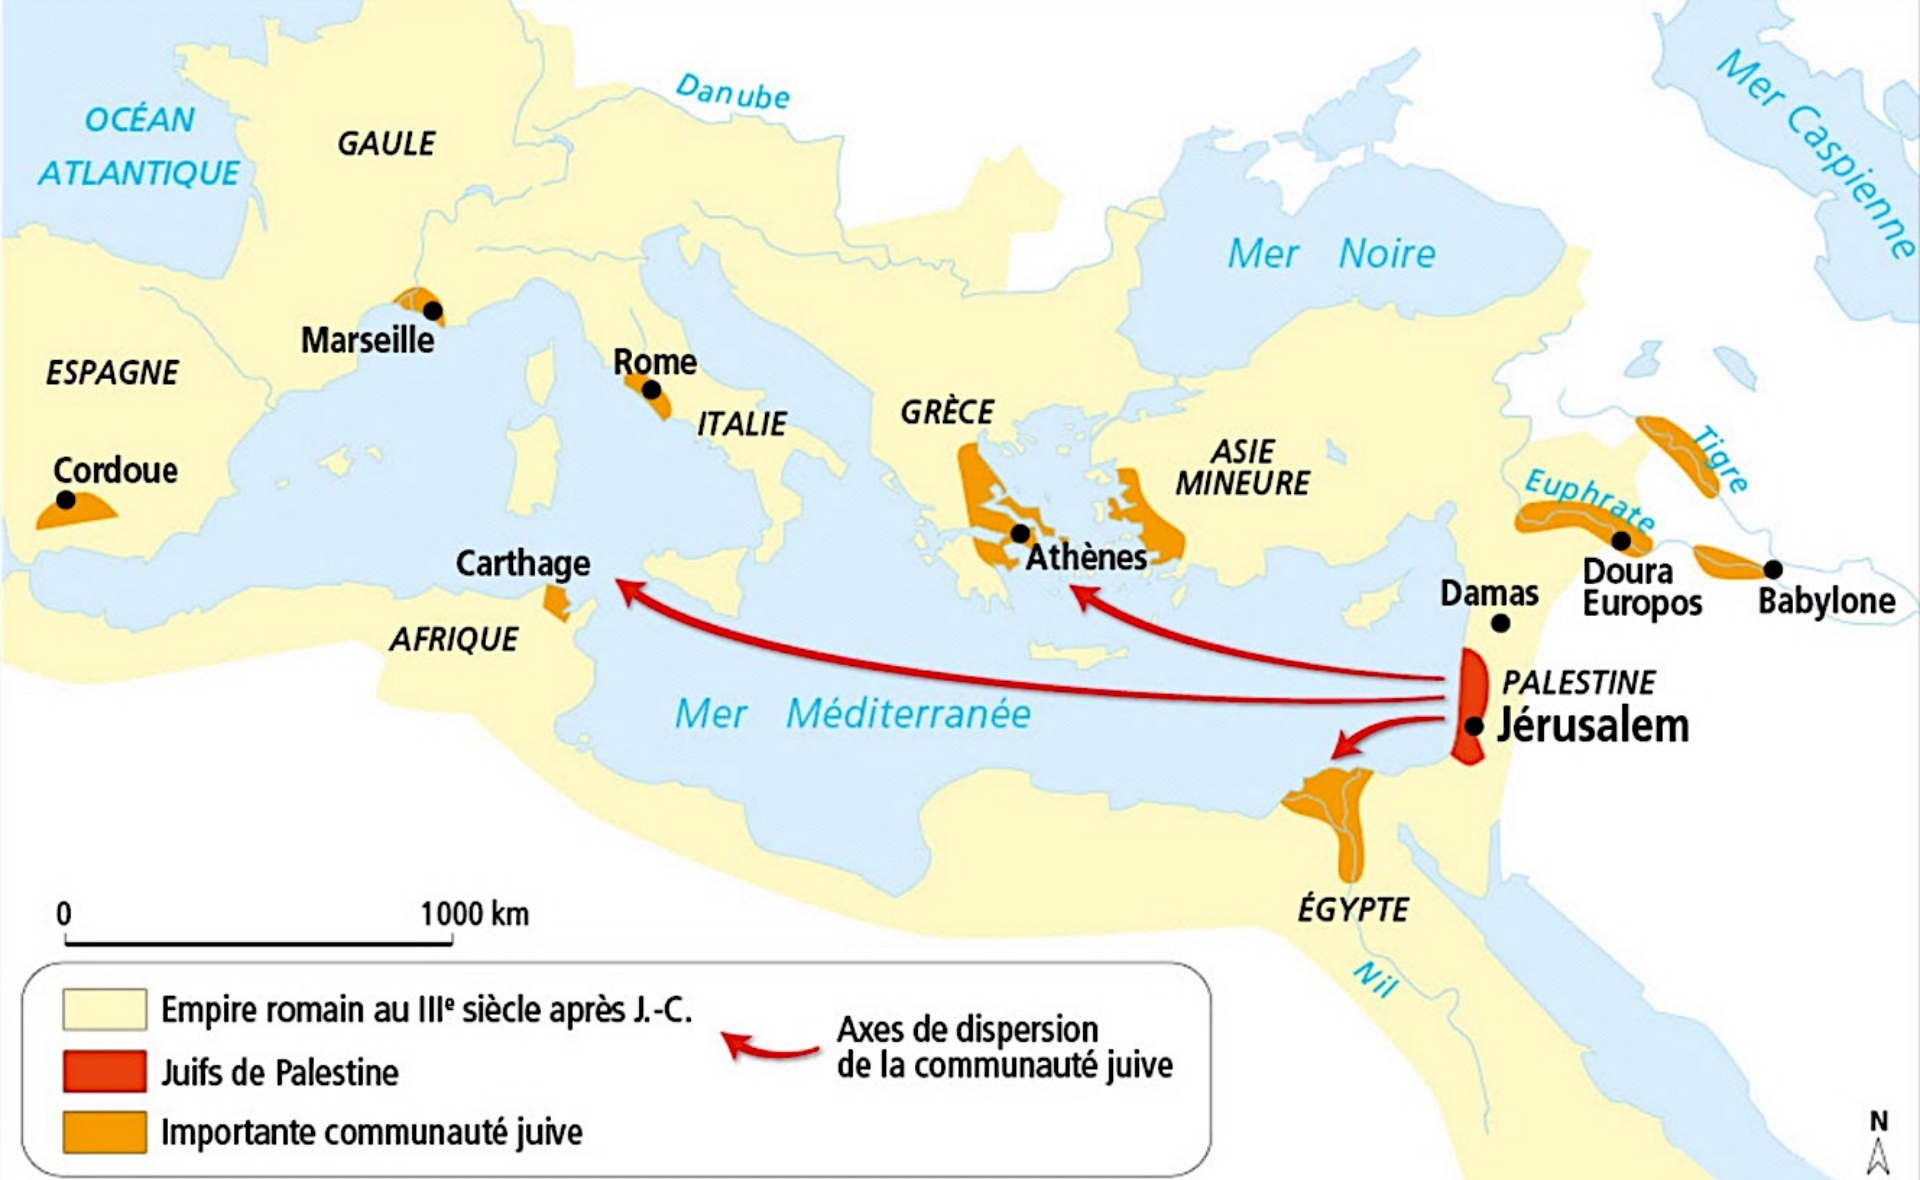 OCÉAN
ATLANTIQUE
GAULE
Danube
Mer Caspienne
Mer Noire
Marseille
ESPAGNE
Rome
ITALIE
GRÈCE
ASIE
MINEURE
Tigre
Euphrate
Cordoue
Carthage
Athènes
Doura
Europos
Babylone
Damas
AFRIQUE
PALESTINE
Jérusalem
Mer Méditerranée
ÉGYPTE
Nil
0 1000 km
Empire romain au IIIe siècle après J.-C.
Juifs de Palestine
Importante communauté juive
Axes de dispersion
de la communauté juive
N